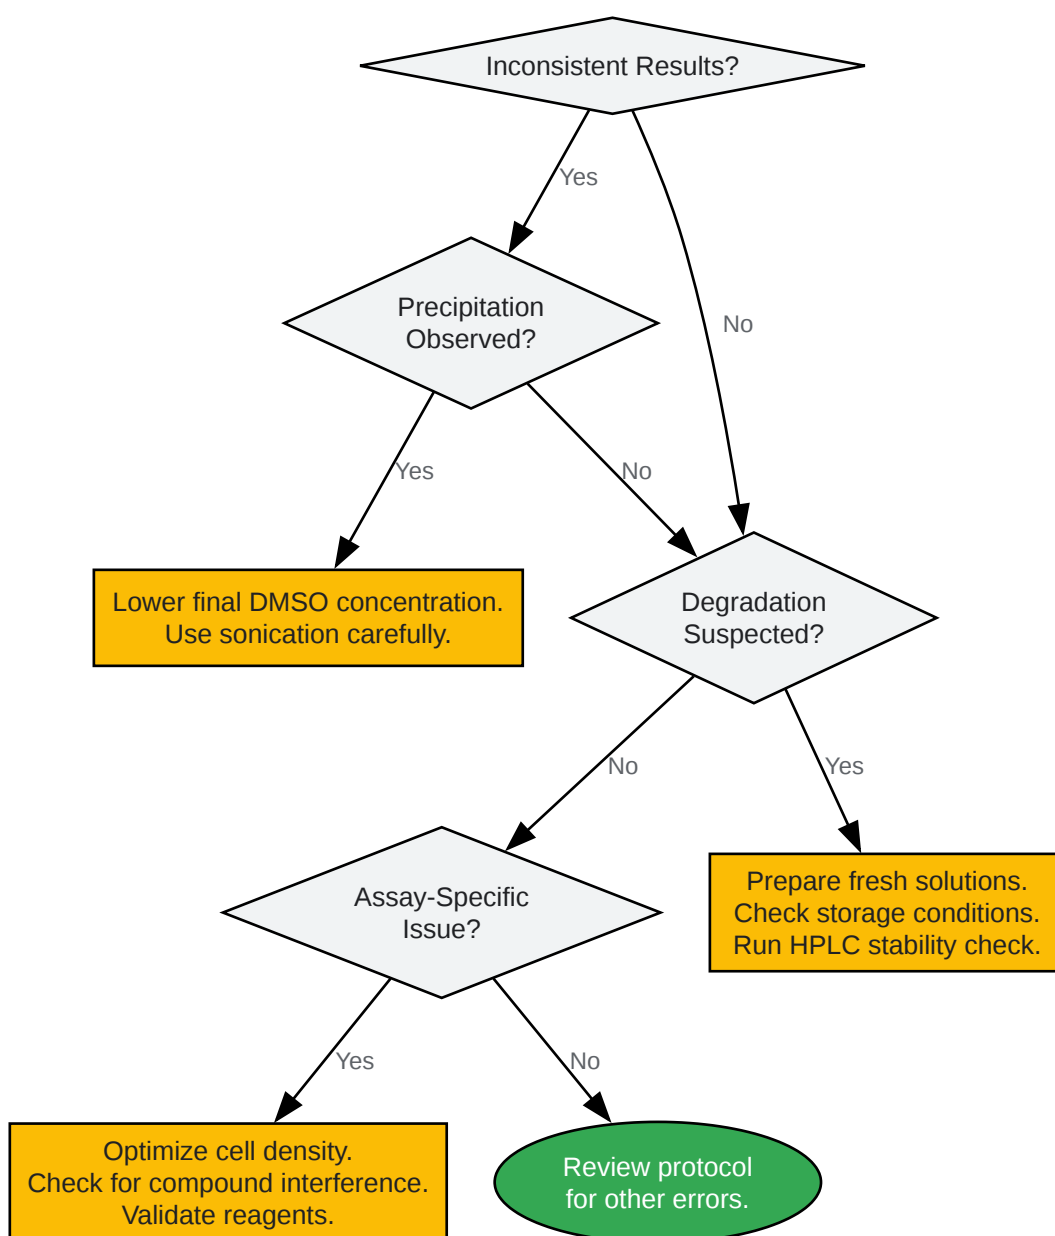 Inconsistent Results?
Yes
No
Precipitation
Observed?
Yes
No
Lower final DMSO concentration.
Use sonication carefully.
Degradation
Suspected?
No
Yes
Assay-Specific
Issue?
Prepare fresh solutions.
Check storage conditions.
Run HPLC stability check.
Yes
No
Optimize cell density.
Check for compound interference.
Validate reagents.
Review protocol
for other errors.